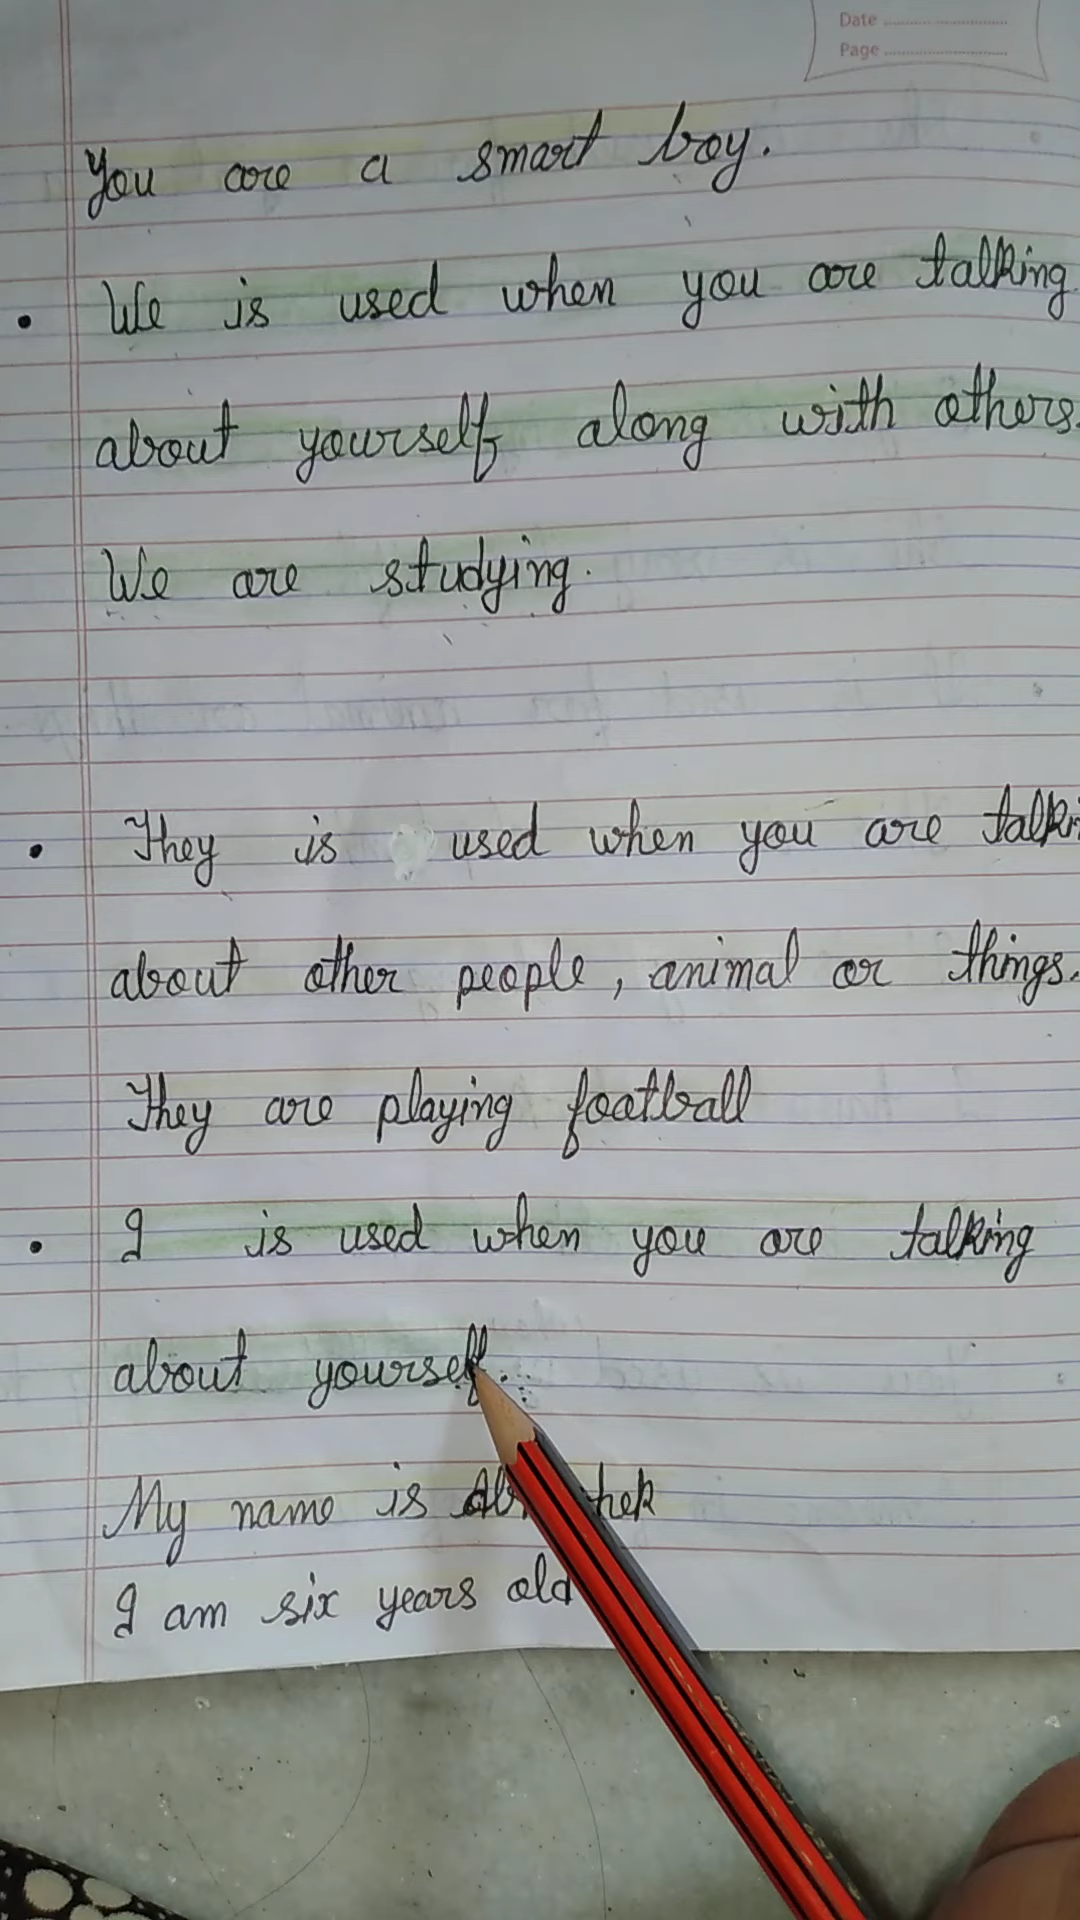 Date
Page
You are a smart boy.
• We is used when you are talking
about yourself along with others.
We are studying.
• They is used when you are
about other people, animal or things.
They are playing football
• I is used when you are talking
about yourself.
My name is
I am six years old